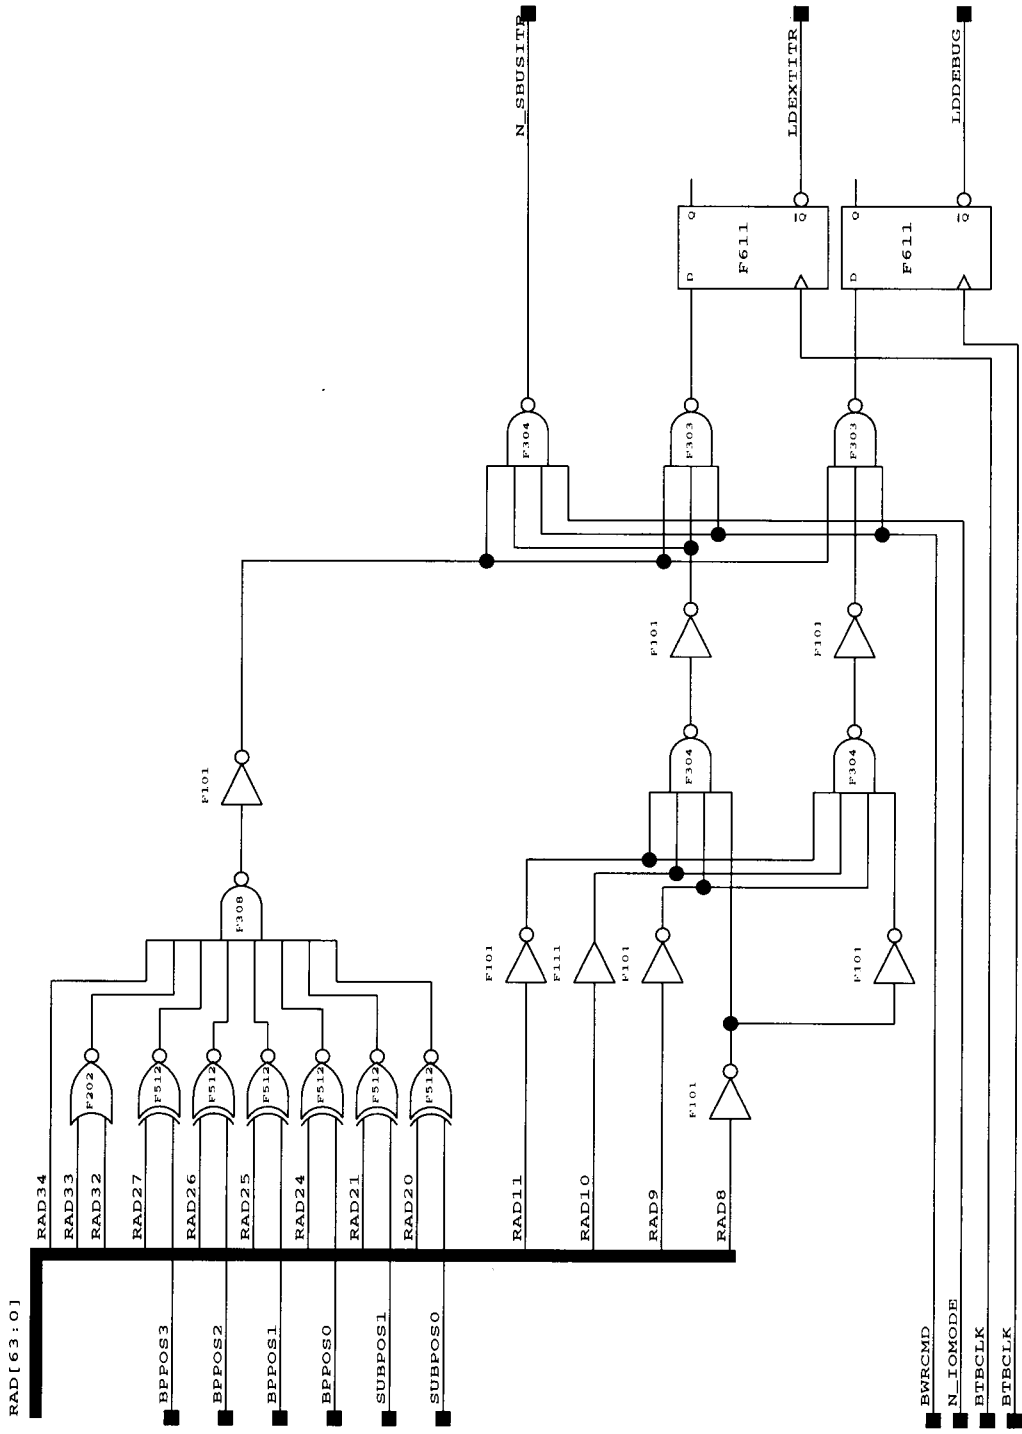 N_SBUSITR
LDEXTITR
LDDEBUG
Q
IQ
F611
D
Q
IQ
F611
D
F304
F303
F303
F101
F101
F101
F304
F304
F308
F101
F111
F101
F101
F202
F512
F512
F512
F512
F512
F512
F101
RAD34
RAD33
RAD32
RAD27
RAD26
RAD25
RAD24
RAD21
RAD20
RAD11
RAD10
RAD9
RAD8
RAD[63:0]
BPPOS3
BPPOS2
BPPOS1
BPPOS0
SUBPOS1
SUBPOS0
BWRCMD
N_IOMODE
BTBCLK
BTBCLK